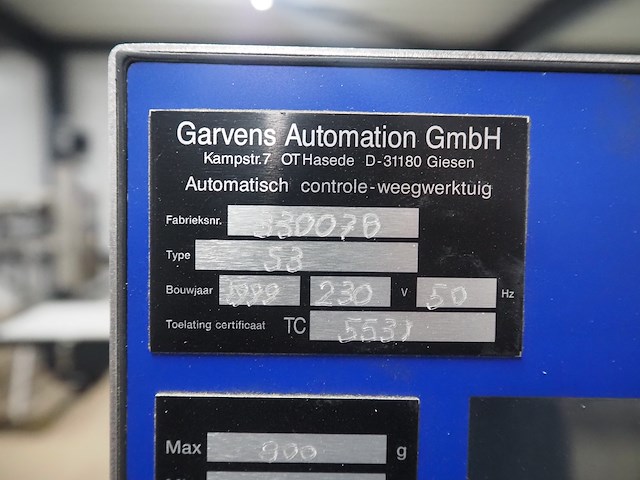 Garvens Automation GmbH
Kampstr.7 OT Hasede D-31180 Giesen
Automatisch controle-weegwerktuig
Fabrieksnr.
Type S3
Bouwjaar 230 V 50 Hz
Toelating certificaat TC
Max 900 g